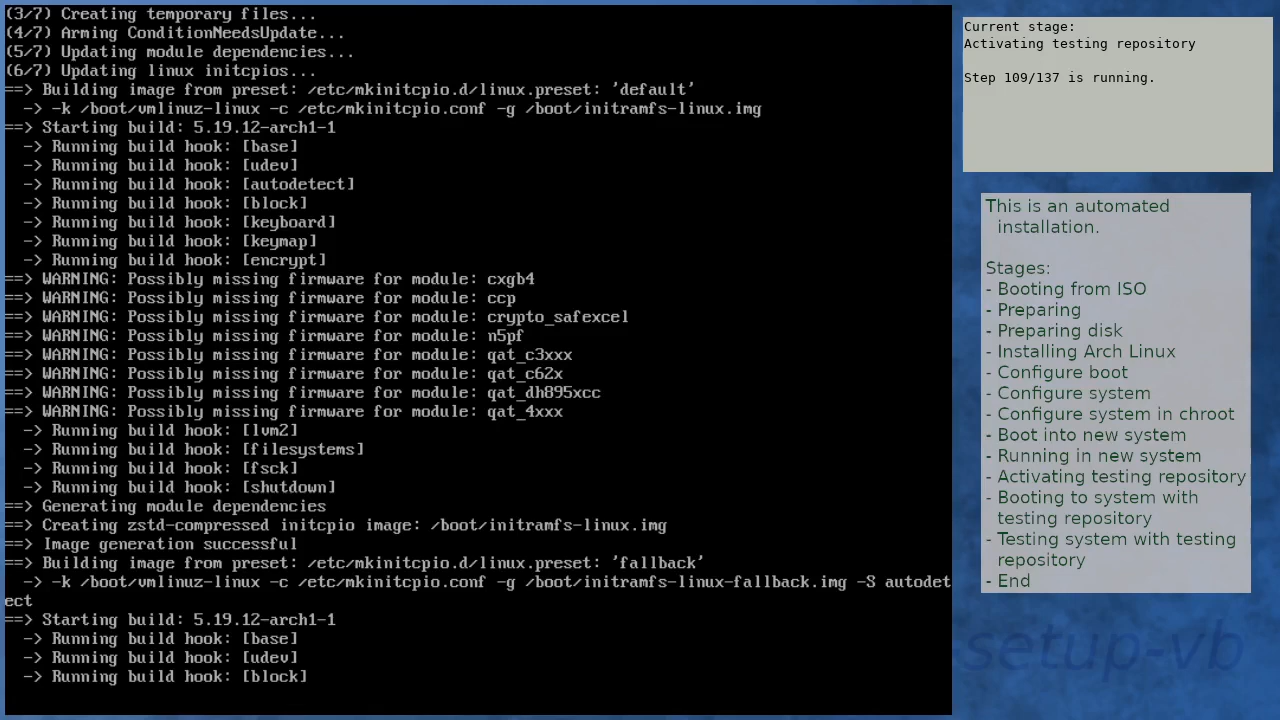 (3/7) Creating temporary files...
(4/7) Arming ConditionNeedsUpdate...
(5/7) Updating module dependencies...
(6/7) Updating linux initcpios...
==> Building image from preset: /etc/mkinitcpio.d/linux.preset: 'default'
  -> -k /boot/vmlinuz-linux -c /etc/mkinitcpio.conf -g /boot/initramfs-linux.img
==> Starting build: 5.19.12-arch1-1
  -> Running build hook: [base]
  -> Running build hook: [udev]
  -> Running build hook: [autodetect]
  -> Running build hook: [block]
  -> Running build hook: [keyboard]
  -> Running build hook: [keymap]
  -> Running build hook: [encrypt]
==> WARNING: Possibly missing firmware for module: cxgb4
==> WARNING: Possibly missing firmware for module: ccp
==> WARNING: Possibly missing firmware for module: crypto_safexcel
==> WARNING: Possibly missing firmware for module: n5pf
==> WARNING: Possibly missing firmware for module: qat_c3xxx
==> WARNING: Possibly missing firmware for module: qat_c62x
==> WARNING: Possibly missing firmware for module: qat_dh895xcc
==> WARNING: Possibly missing firmware for module: qat_4xxx
  -> Running build hook: [lvm2]
  -> Running build hook: [filesystems]
  -> Running build hook: [fsck]
  -> Running build hook: [shutdown]
==> Generating module dependencies
==> Creating zstd-compressed initcpio image: /boot/initramfs-linux.img
==> Image generation successful
==> Building image from preset: /etc/mkinitcpio.d/linux.preset: 'fallback'
  -> -k /boot/vmlinuz-linux -c /etc/mkinitcpio.conf -g /boot/initramfs-linux-fallback.img -S autodet
ect
==> Starting build: 5.19.12-arch1-1
  -> Running build hook: [base]
  -> Running build hook: [udev]
  -> Running build hook: [block]
Current stage:
Activating testing repository
Step 109/137 is running.
This is an automated
installation.
Stages:
- Booting from ISO
- Preparing
- Preparing disk
- Installing Arch Linux
- Configure boot
- Configure system
- Configure system in chroot
- Boot into new system
- Running in new system
- Activating testing repository
- Booting to system with
testing repository
- Testing system with testing
repository
- End
setup-vb